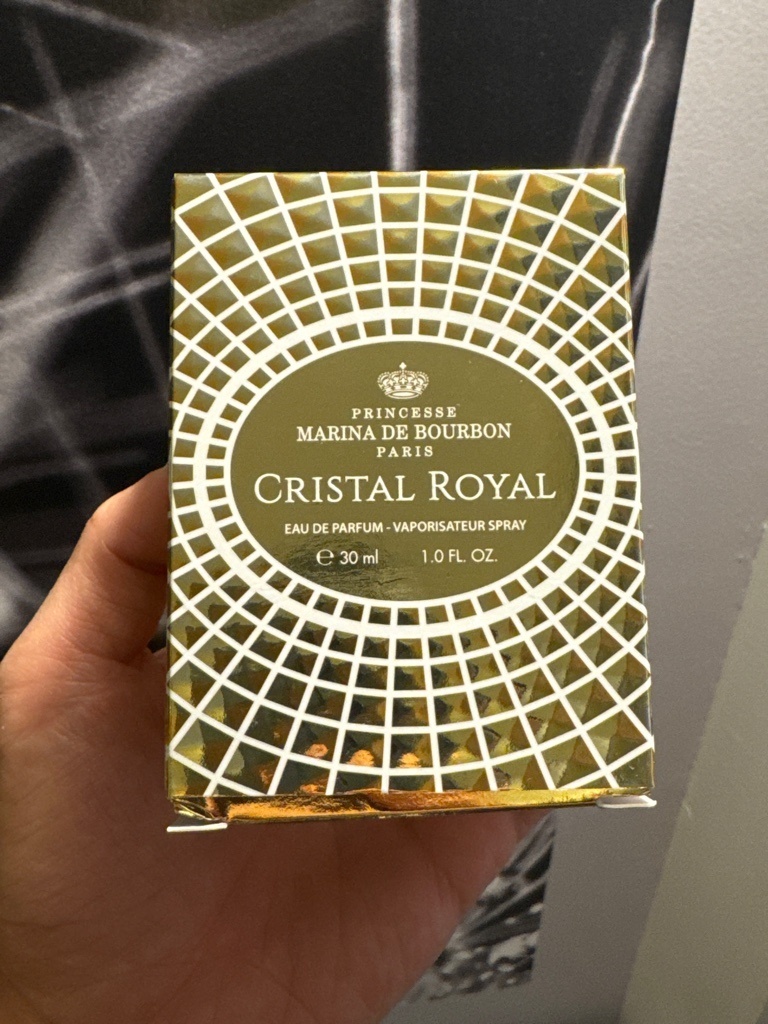 PRINCESSE
MARINA DE BOURBON
PARIS
CRISTAL ROYAL
EAU DE PARFUM - VAPORISATEUR SPRAY
℮ 30 ml 1.0 FL. OZ.